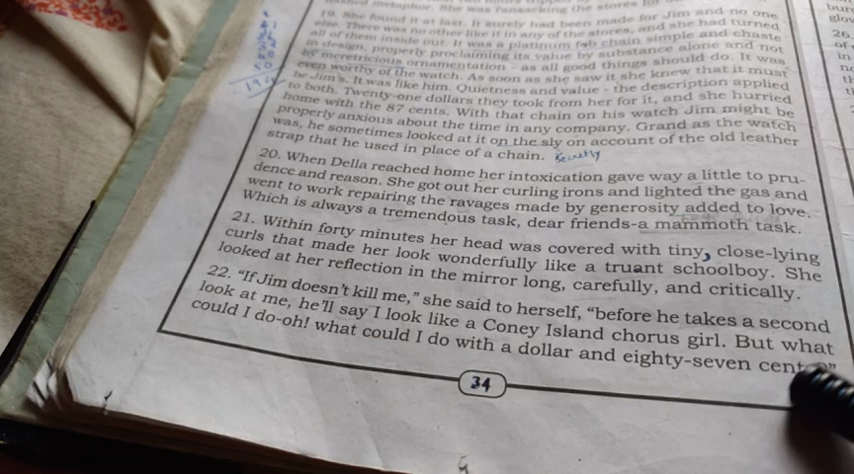 41
34
34
60
194
19. She found it at last. It surely had been made for Jim and no one
else. There was no other like it in any of the stores, and she had turned
all of them inside out. It was a platinum fob chain simple and chaste
in design, properly proclaiming its value by substance alone and not
by meretricious ornamentation - as all good things should do. It was
even worthy of the watch. As soon as she saw it she knew that it must
be Jim's. It was like him. Quietness and value - the description applied
to both. Twenty-one dollars they took from her for it, and she hurried
home with the 87 cents. With that chain on his watch Jim might be
properly anxious about the time in any company. Grand as the watch
was, he sometimes looked at it on the sly on account of the old leather
strap that he used in place of a chain. Secretly
20. When Della reached home her intoxication gave way a little to pru-
dence and reason. She got out her curling irons and lighted the gas and
went to work repairing the ravages made by generosity added to love.
Which is always a tremendous task, dear friends-a mammoth task.
21. Within forty minutes her head was covered with tiny, close-lying
curls that made her look wonderfully like a truant schoolboy. She
looked at her reflection in the mirror long, carefully, and critically.
22. "If Jim doesn't kill me," she said to herself, "before he takes a second
look at me, he'll say I look like a Coney Island chorus girl. But what
could I do-oh! what could I do with a dollar and eighty-seven
34
26.